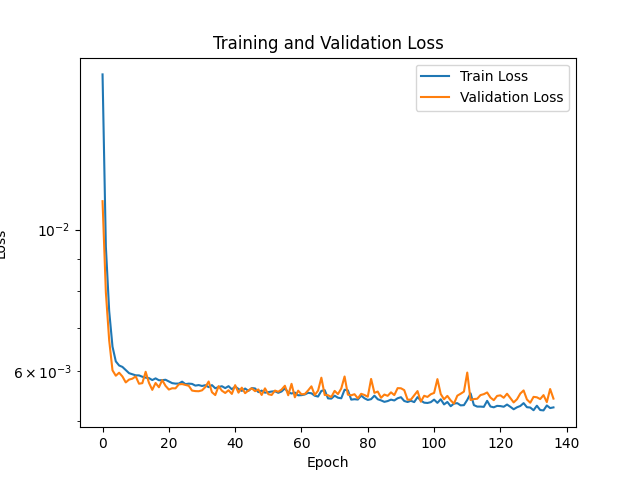 Training and Validation Loss
Train Loss
Validation Loss
10⁻²
6 × 10⁻³
Loss
0 20 40 60 80 100 120 140
Epoch